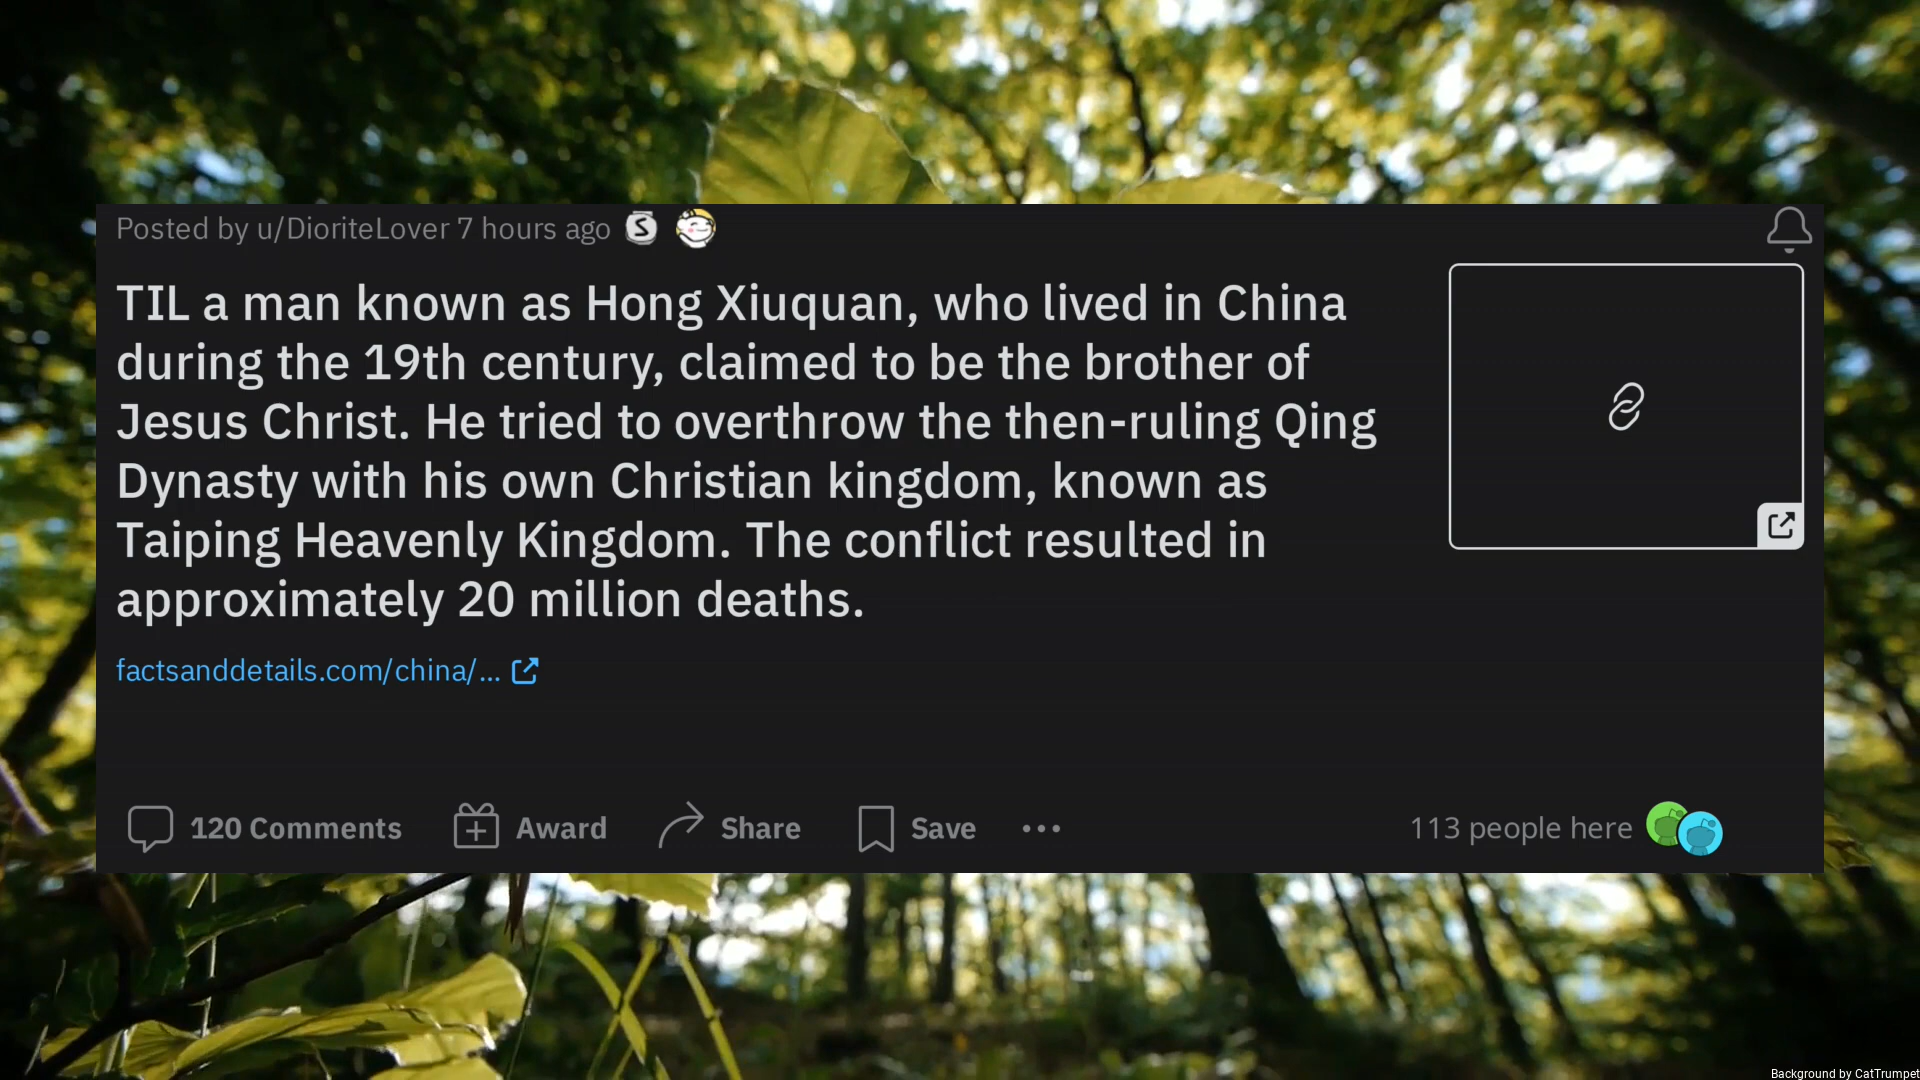 Posted by u/DioriteLover 7 hours ago S
TIL a man known as Hong Xiuquan, who lived in China
during the 19th century, claimed to be the brother of
Jesus Christ. He tried to overthrow the then-ruling Qing
Dynasty with his own Christian kingdom, known as
Taiping Heavenly Kingdom. The conflict resulted in
approximately 20 million deaths.
factsanddetails.com/china/...
120 Comments Award Share Save ... 113 people here
Background by CatTrumpet